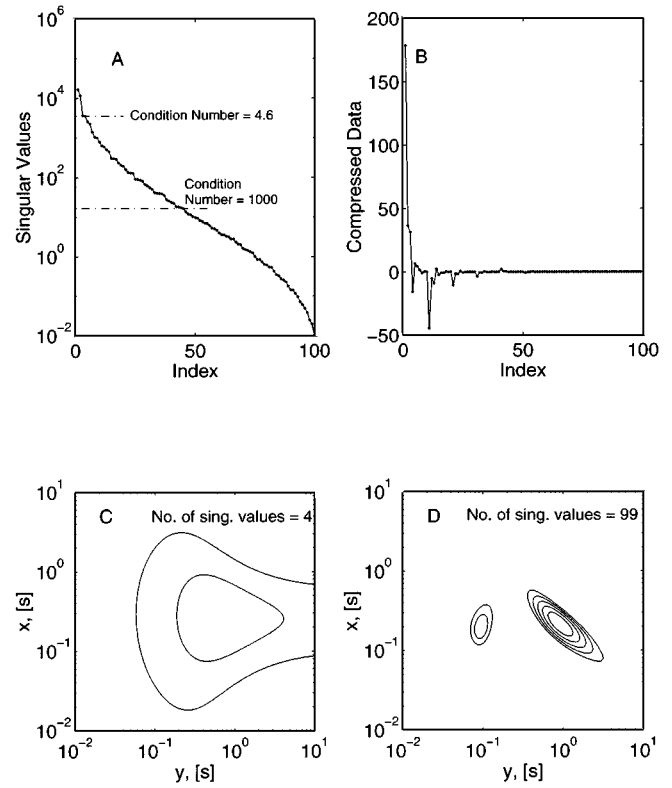 A
10^6
10^4
10^2
10^0
10^-2
Singular Values
Condition Number = 4.6
Condition
Number = 1000
0
50
100
Index
B
200
150
100
50
0
−50
Compressed Data
0
50
100
Index
C
No. of sing. values = 4
10^1
10^0
10^-1
10^-2
x, [s]
10^-2
10^-1
10^0
10^1
y, [s]
D
No. of sing. values = 99
10^1
10^0
10^-1
10^-2
x, [s]
10^-2
10^-1
10^0
10^1
y, [s]